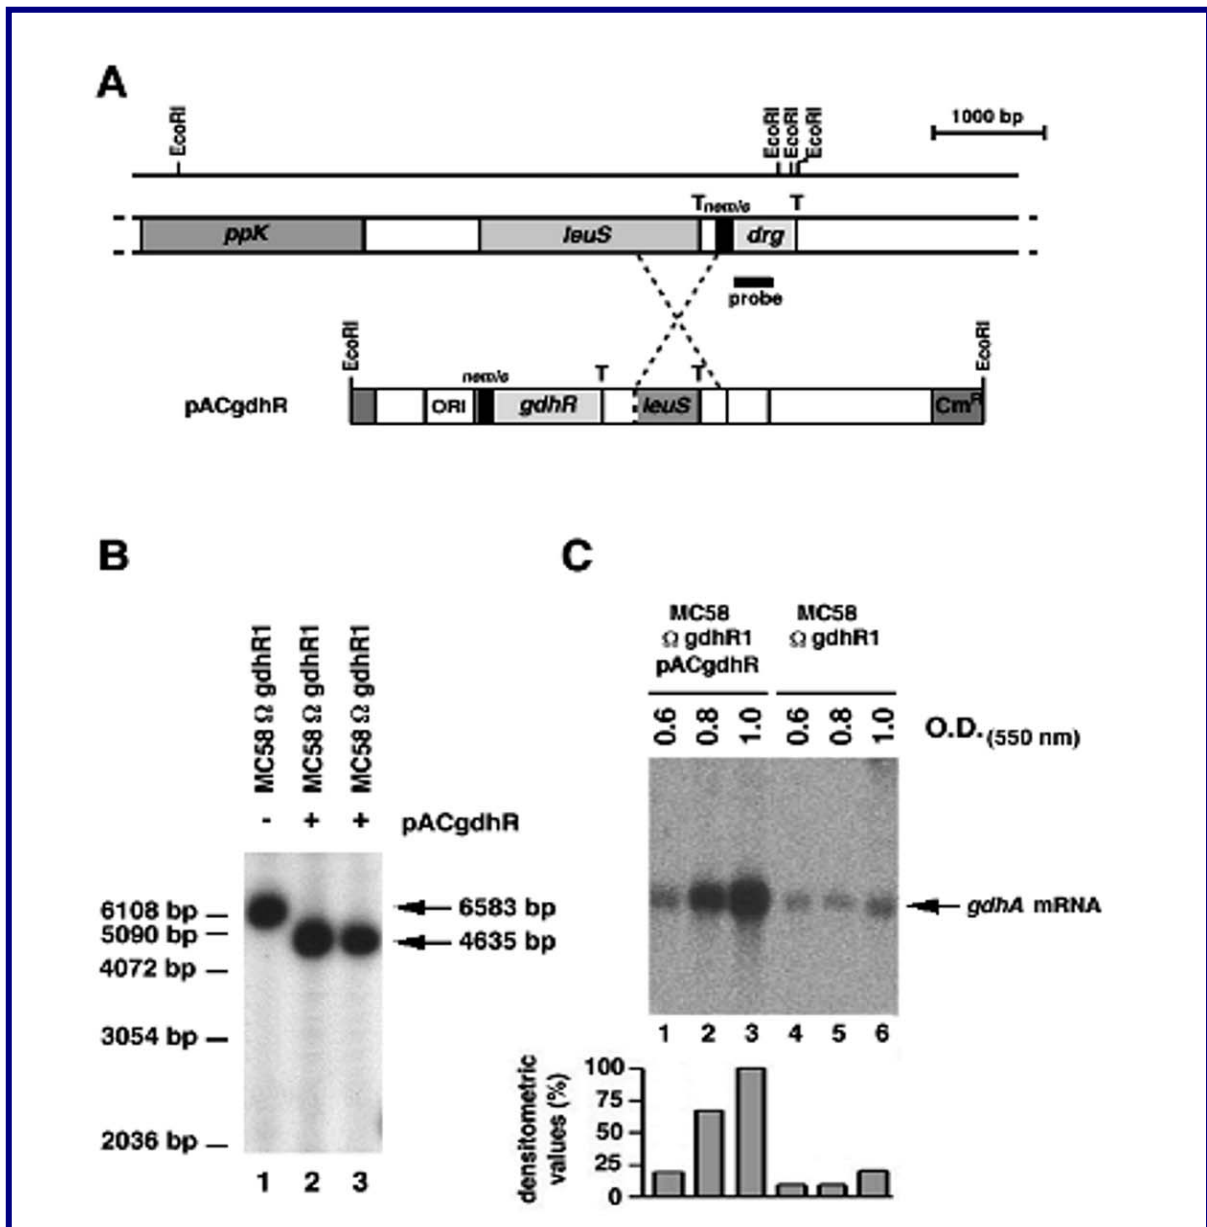 A
EcoRI
EcoRI
EcoRI
EcoRI
1000 bp
T nemis T
ppK leuS drg
probe
EcoRI
EcoRI
nemis T T
pACgdhR ORI gdhR leuS CmR
B
MC58 Ω gdhR1
MC58 Ω gdhR1
MC58 Ω gdhR1
- + + pACgdhR
6108 bp
5090 bp
4072 bp
3054 bp
2036 bp
6583 bp
4635 bp
1 2 3
C
MC58
Ω gdhR1
pACgdhR
MC58
Ω gdhR1
0.6 0.8 1.0 0.6 0.8 1.0 O.D.(550 nm)
gdhA mRNA
1 2 3 4 5 6
densitometric
values (%)
100
75
50
25
0